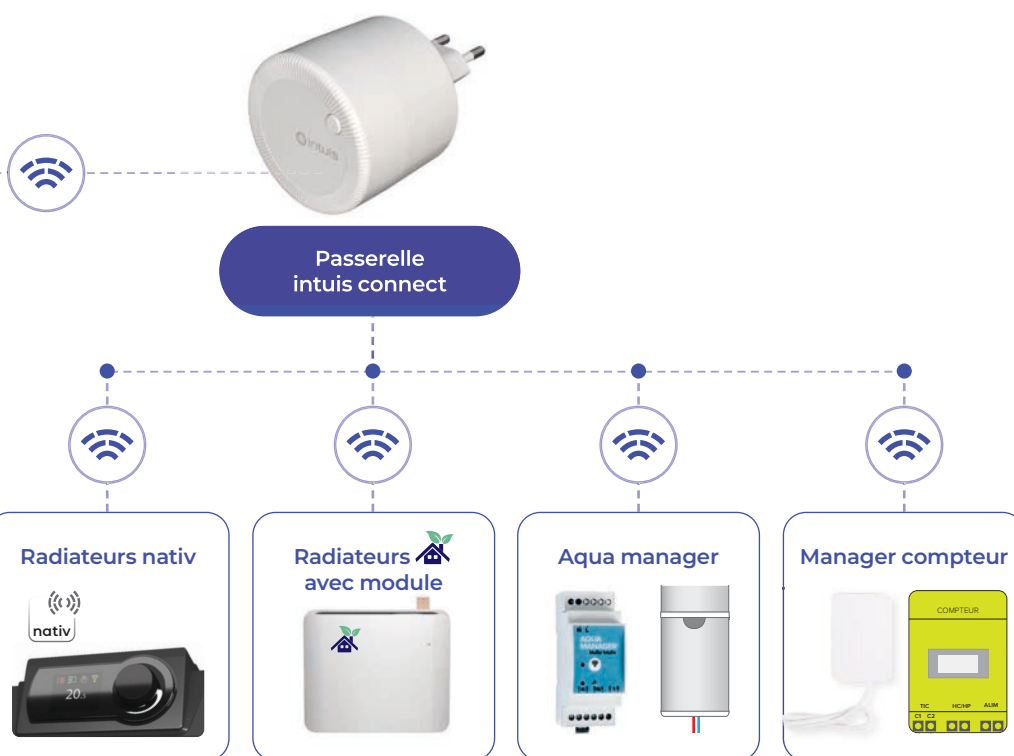 intuis
Passerelle
intuis connect
Radiateurs nativ
nativ
20.5
Radiateurs
avec module
Aqua manager
AQUA
MANAGER
Manager compteur
COMPTEUR
TIC HC/HP ALIM
C1 C2